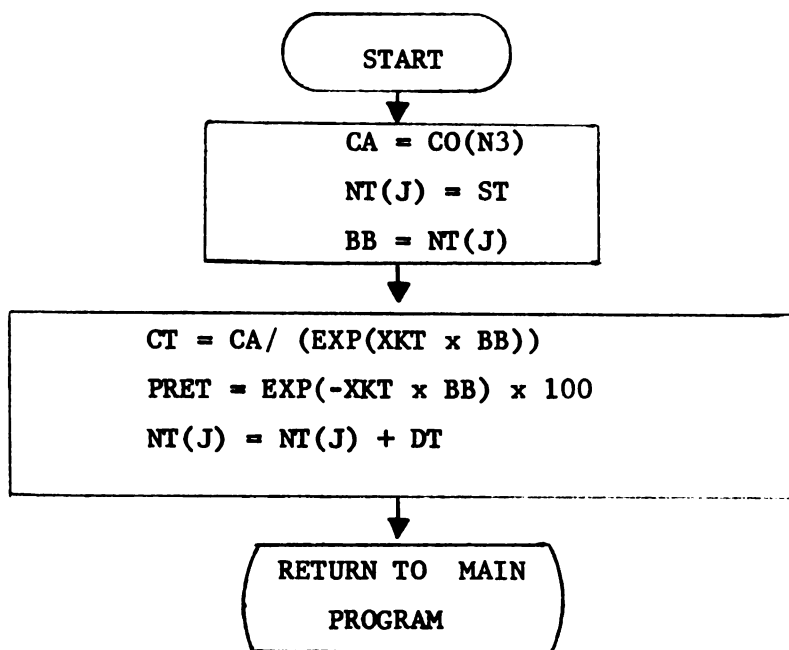 START
CA = CO(N3)
NT(J) = ST
BB = NT(J)
CT = CA/ (EXP(XKT x BB))
PRET = EXP(-XKT x BB) x 100
NT(J) = NT(J) + DT
RETURN TO MAIN
PROGRAM